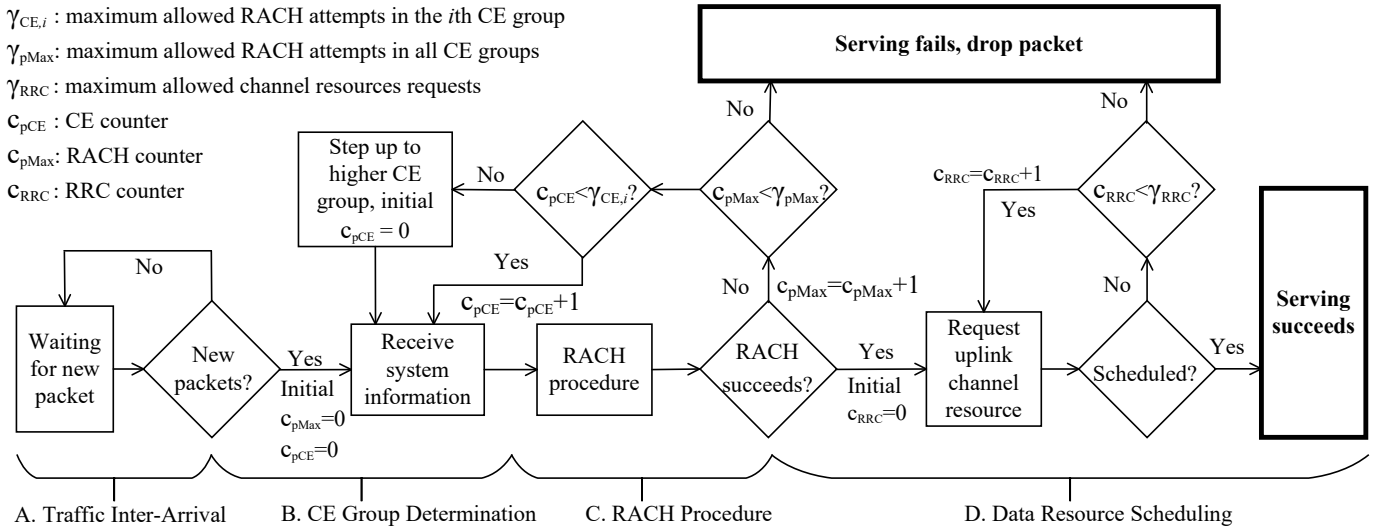 γCE,i : maximum allowed RACH attempts in the ith CE group
γpMax: maximum allowed RACH attempts in all CE groups
γRRC : maximum allowed channel resources requests
cpCE : CE counter
cpMax: RACH counter
cRRC : RRC counter
Serving fails, drop packet
No
No
Step up to
higher CE
group, initial
cpCE = 0
No
cpCE<γCE,i?
cpMax<γpMax?
cRRC=cRRC+1
Yes
cRRC<γRRC?
No
Yes
cpCE=cpCE+1
No
cpMax=cpMax+1
No
Waiting
for new
packet
New
packets?
Yes
Initial
cpMax=0
cpCE=0
Receive
system
information
RACH
procedure
RACH
succeeds?
Yes
Initial
cRRC=0
Request
uplink
channel
resource
Scheduled?
Yes
Serving
succeeds
A. Traffic Inter-Arrival
B. CE Group Determination
C. RACH Procedure
D. Data Resource Scheduling